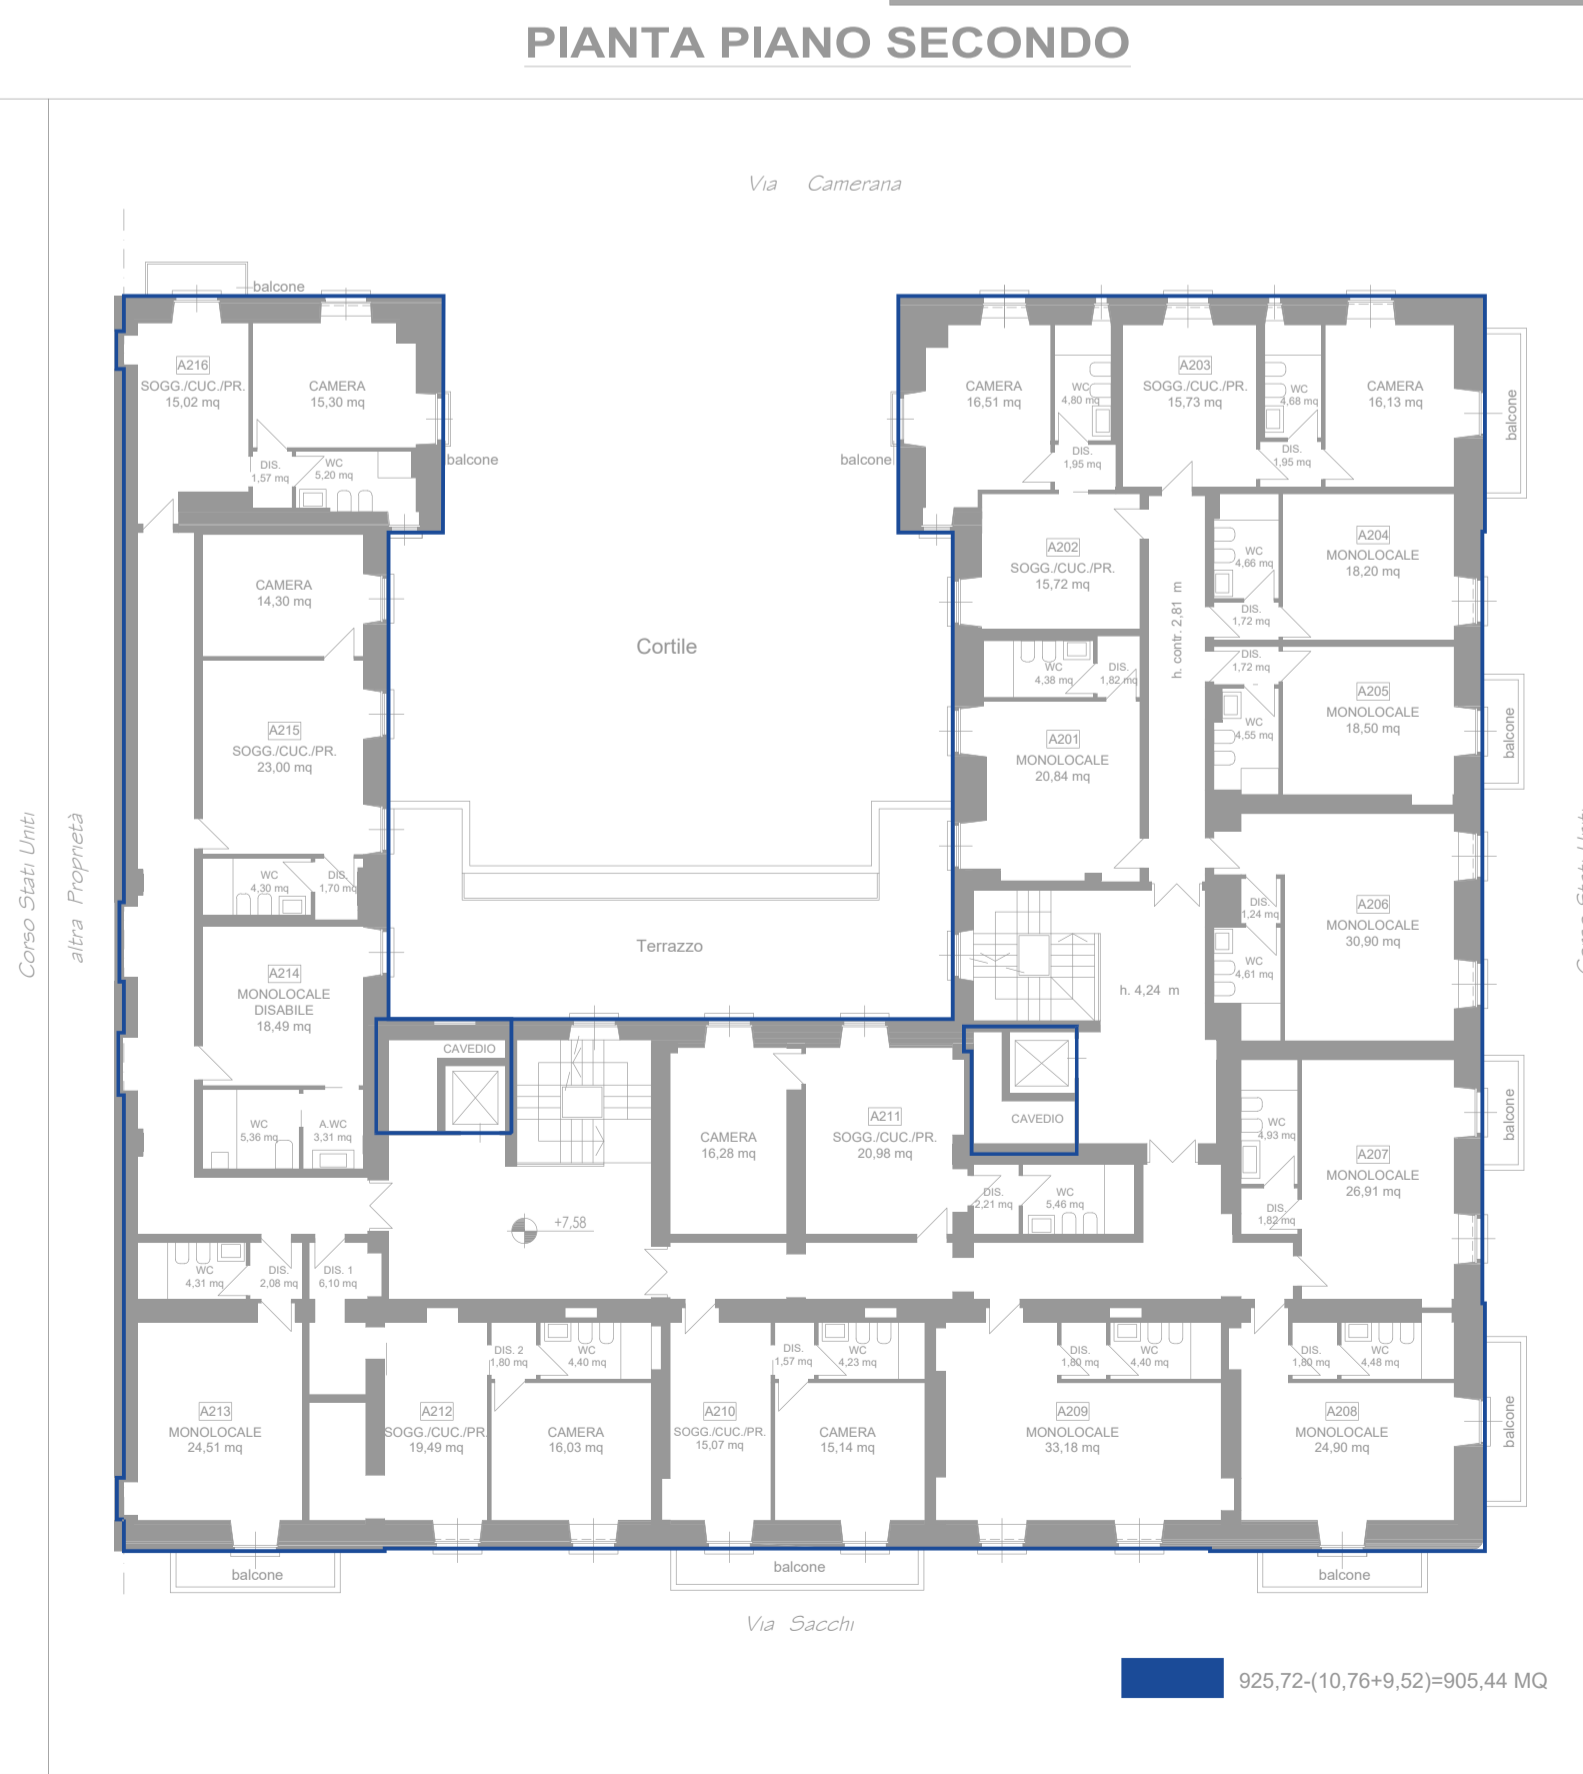 PIANTA PIANO SECONDO
Via Camerana
balcone
A216
SOGG./CUC./PR.
15,02 mq
CAMERA
15,30 mq
DIS.
1,57 mq
WC
5,20 mq
balcone
balcone
CAMERA
16,51 mq
WC
4,80 mq
DIS.
1,95 mq
A203
SOGG./CUC./PR.
15,73 mq
WC
4,68 mq
DIS.
1,95 mq
CAMERA
16,13 mq
balcone
A202
SOGG./CUC./PR.
15,72 mq
WC
4,66 mq
DIS.
1,72 mq
A204
MONOLOCALE
18,20 mq
h. contr. 2,81 m
CAMERA
14,30 mq
Cortile
WC
4,38 mq
DIS.
1,82 mq
DIS.
1,72 mq
WC
4,55 mq
A205
MONOLOCALE
18,50 mq
balcone
A215
SOGG./CUC./PR.
23,00 mq
A201
MONOLOCALE
20,84 mq
Corso Stati Uniti
altra Proprietà
WC
4,30 mq
DIS.
1,70 mq
DIS.
1,24 mq
WC
4,61 mq
A206
MONOLOCALE
30,90 mq
Terrazzo
A214
MONOLOCALE
DISABILE
18,49 mq
h. 4,24 m
CAVEDIO
WC
5,36 mq
A.WC
3,31 mq
CAMERA
16,28 mq
A211
SOGG./CUC./PR.
20,98 mq
CAVEDIO
WC
4,93 mq
DIS.
1,82 mq
A207
MONOLOCALE
26,91 mq
balcone
DIS.
2,21 mq
WC
5,46 mq
+7,58
WC
4,31 mq
DIS.
2,08 mq
DIS. 1
6,10 mq
DIS. 2
1,80 mq
WC
4,40 mq
DIS.
1,57 mq
WC
4,23 mq
DIS.
1,80 mq
WC
4,40 mq
DIS.
1,80 mq
WC
4,48 mq
A213
MONOLOCALE
24,51 mq
A212
SOGG./CUC./PR.
19,49 mq
CAMERA
16,03 mq
A210
SOGG./CUC./PR.
15,07 mq
CAMERA
15,14 mq
A209
MONOLOCALE
33,18 mq
A208
MONOLOCALE
24,90 mq
balcone
balcone
balcone
balcone
Via Sacchi
925,72-(10,76+9,52)=905,44 MQ